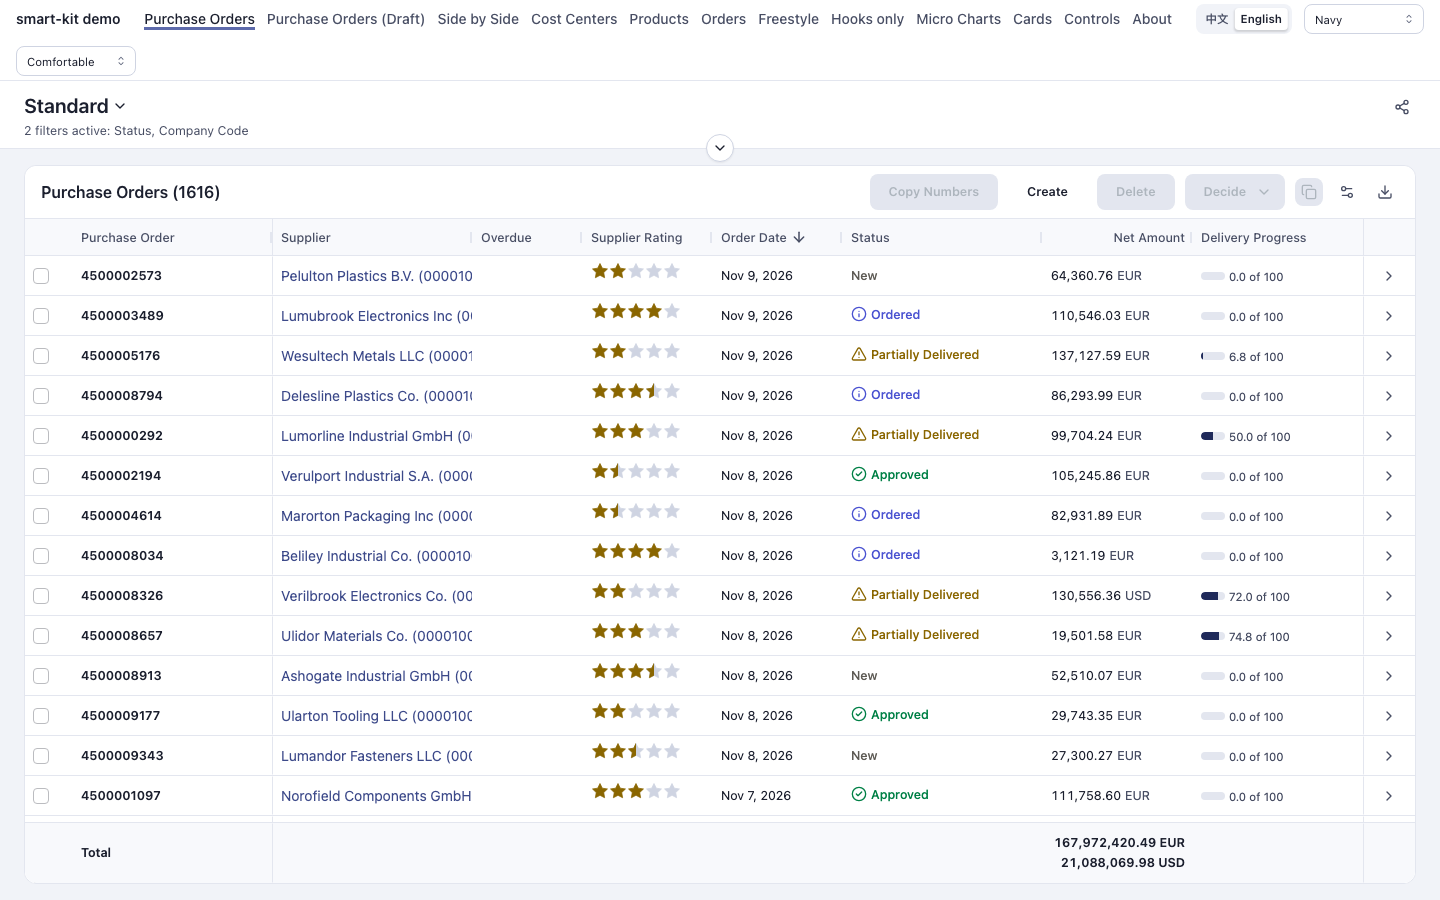 smart-kit demo Purchase Orders Purchase Orders (Draft) Side by Side Cost Centers Products Orders Freestyle Hooks only Micro Charts Cards Controls About 中文 English Navy
Comfortable
Standard
2 filters active: Status, Company Code
Purchase Orders (1616) Copy Numbers Create Delete Decide
Purchase Order Supplier Overdue Supplier Rating Order Date Status Net Amount Delivery Progress
4500002573 Pelulton Plastics B.V. (000010 Nov 9, 2026 New 64,360.76 EUR 0.0 of 100
4500003489 Lumubrook Electronics Inc (0 Nov 9, 2026 Ordered 110,546.03 EUR 0.0 of 100
4500005176 Wesultech Metals LLC (00001 Nov 9, 2026 Partially Delivered 137,127.59 EUR 6.8 of 100
4500008794 Delesline Plastics Co. (00001 Nov 9, 2026 Ordered 86,293.99 EUR 0.0 of 100
4500000292 Lumorline Industrial GmbH (0 Nov 8, 2026 Partially Delivered 99,704.24 EUR 50.0 of 100
4500002194 Verulport Industrial S.A. (000 Nov 8, 2026 Approved 105,245.86 EUR 0.0 of 100
4500004614 Marorton Packaging Inc (000 Nov 8, 2026 Ordered 82,931.89 EUR 0.0 of 100
4500008034 Beliley Industrial Co. (000010 Nov 8, 2026 Ordered 3,121.19 EUR 0.0 of 100
4500008326 Verilbrook Electronics Co. (00 Nov 8, 2026 Partially Delivered 130,556.36 USD 72.0 of 100
4500008657 Ulidor Materials Co. (0000100 Nov 8, 2026 Partially Delivered 19,501.58 EUR 74.8 of 100
4500008913 Ashogate Industrial GmbH (0 Nov 8, 2026 New 52,510.07 EUR 0.0 of 100
4500009177 Ularton Tooling LLC (0000100 Nov 8, 2026 Approved 29,743.35 EUR 0.0 of 100
4500009343 Lumandor Fasteners LLC (00 Nov 8, 2026 New 27,300.27 EUR 0.0 of 100
4500001097 Norofield Components GmbH Nov 7, 2026 Approved 111,758.60 EUR 0.0 of 100
Total 167,972,420.49 EUR
21,088,069.98 USD